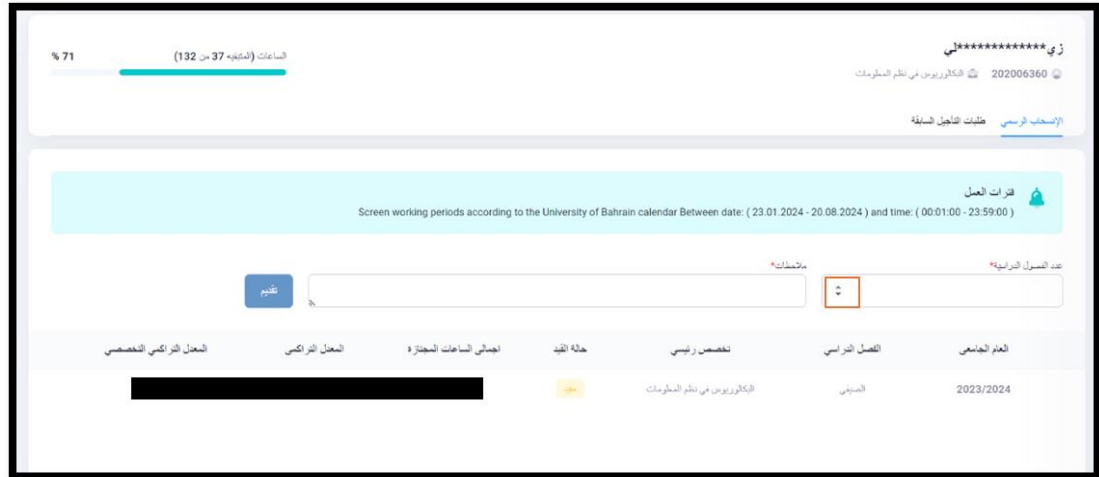 زي*************لي
202006360 البكالوريوس في نظم المعلومات
الساعات (المتبقيه 37 من 132)
% 71
الإنسحاب الرسمي طلبات التأجيل السابقة
فترات العمل
Screen working periods according to the University of Bahrain calendar Between date: ( 23.01.2024 - 20.08.2024 ) and time: ( 00:01:00 - 23:59:00 )
عدد الفصول الدراسية*
ملاحظات*
تقديم
العام الجامعي الفصل الدراسي تخصص رئيسي حالة القيد اجمالي الساعات المجتازة المعدل التراكمي المعدل التراكمي التخصصي
2023/2024 الصيفي البكالوريوس في نظم المعلومات مقيد